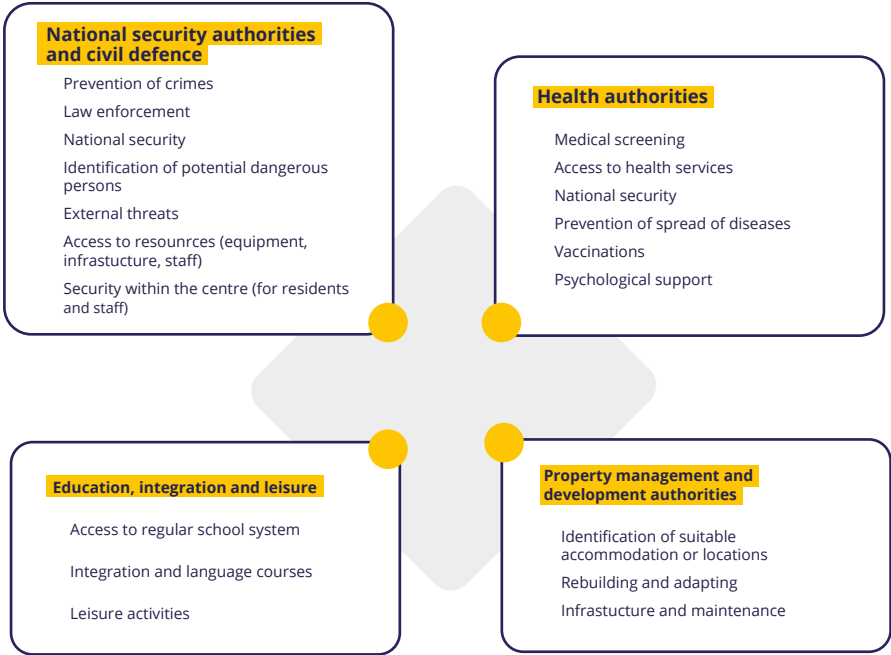 National security authorities
and civil defence
Prevention of crimes
Law enforcement
National security
Identification of potential dangerous
persons
External threats
Access to resounrces (equipment,
infrastucture, staff)
Security within the centre (for residents
and staff)
Health authorities
Medical screening
Access to health services
National security
Prevention of spread of diseases
Vaccinations
Psychological support
Education, integration and leisure
Access to regular school system
Integration and language courses
Leisure activities
Property management and
development authorities
Identification of suitable
accommodation or locations
Rebuilding and adapting
Infrastucture and maintenance